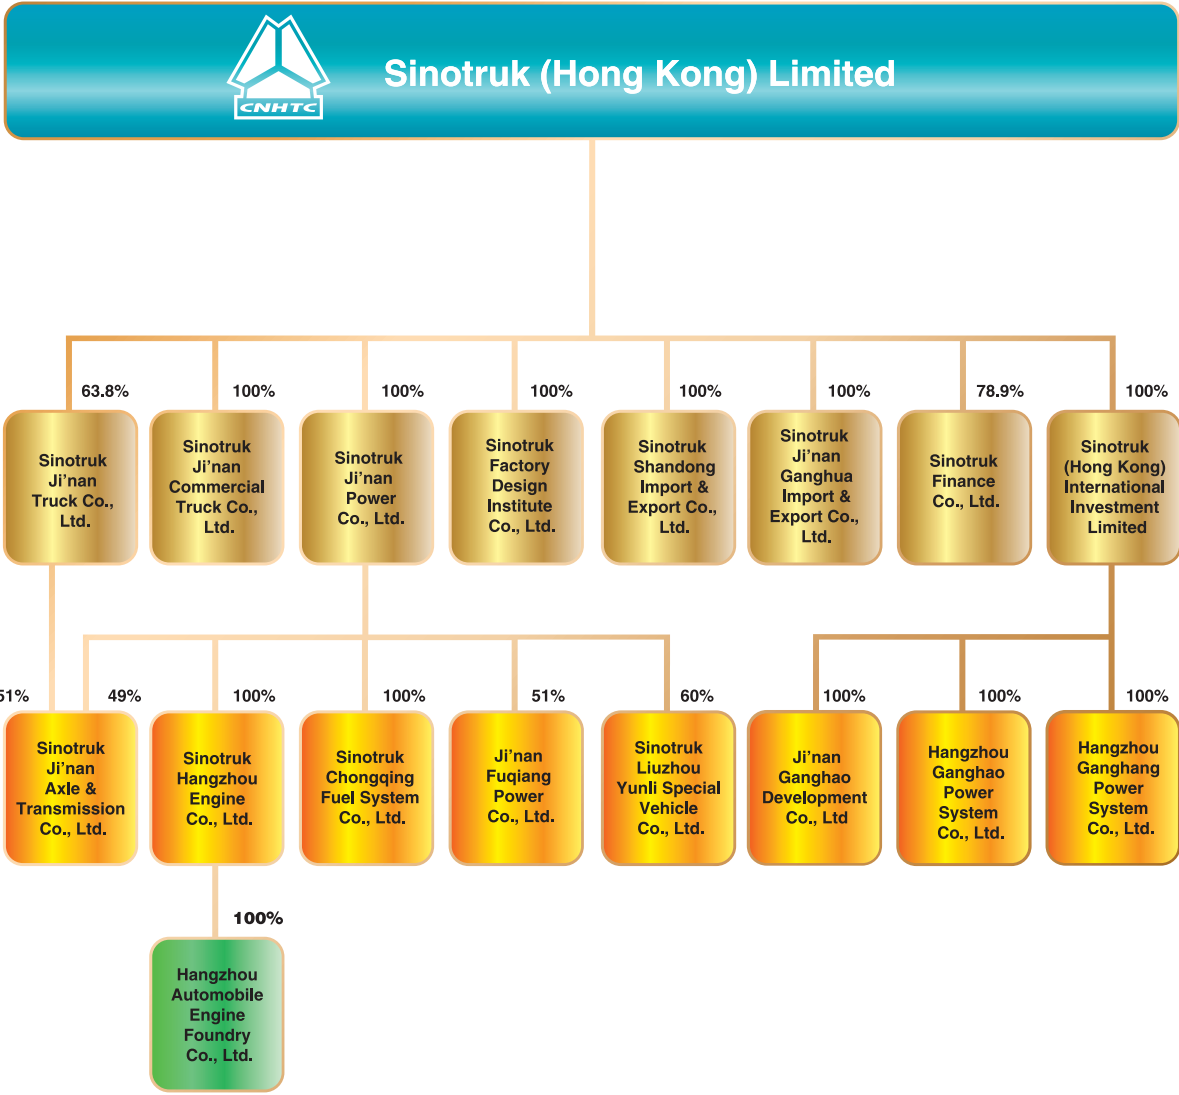 CNHTC
Sinotruk (Hong Kong) Limited
63.8%
100%
100%
100%
100%
100%
78.9%
100%
Sinotruk
Ji’nan
Truck Co.,
Ltd.
Sinotruk
Ji’nan
Commercial
Truck Co.,
Ltd.
Sinotruk
Ji’nan
Power
Co., Ltd.
Sinotruk
Factory
Design
Institute
Co., Ltd.
Sinotruk
Shandong
Import &
Export Co.,
Ltd.
Sinotruk
Ji’nan
Ganghua
Import &
Export Co.,
Ltd.
Sinotruk
Finance
Co., Ltd.
Sinotruk
(Hong Kong)
International
Investment
Limited
51%
49%
100%
100%
51%
60%
100%
100%
100%
Sinotruk
Ji’nan
Axle &
Transmission
Co., Ltd.
Sinotruk
Hangzhou
Engine
Co., Ltd.
Sinotruk
Chongqing
Fuel System
Co., Ltd.
Ji’nan
Fuqiang
Power
Co., Ltd.
Sinotruk
Liuzhou
Yunli Special
Vehicle
Co., Ltd.
Ji’nan
Ganghao
Development
Co., Ltd
Hangzhou
Ganghao
Power
System
Co., Ltd.
Hangzhou
Ganghang
Power
System
Co., Ltd.
100%
Hangzhou
Automobile
Engine
Foundry
Co., Ltd.